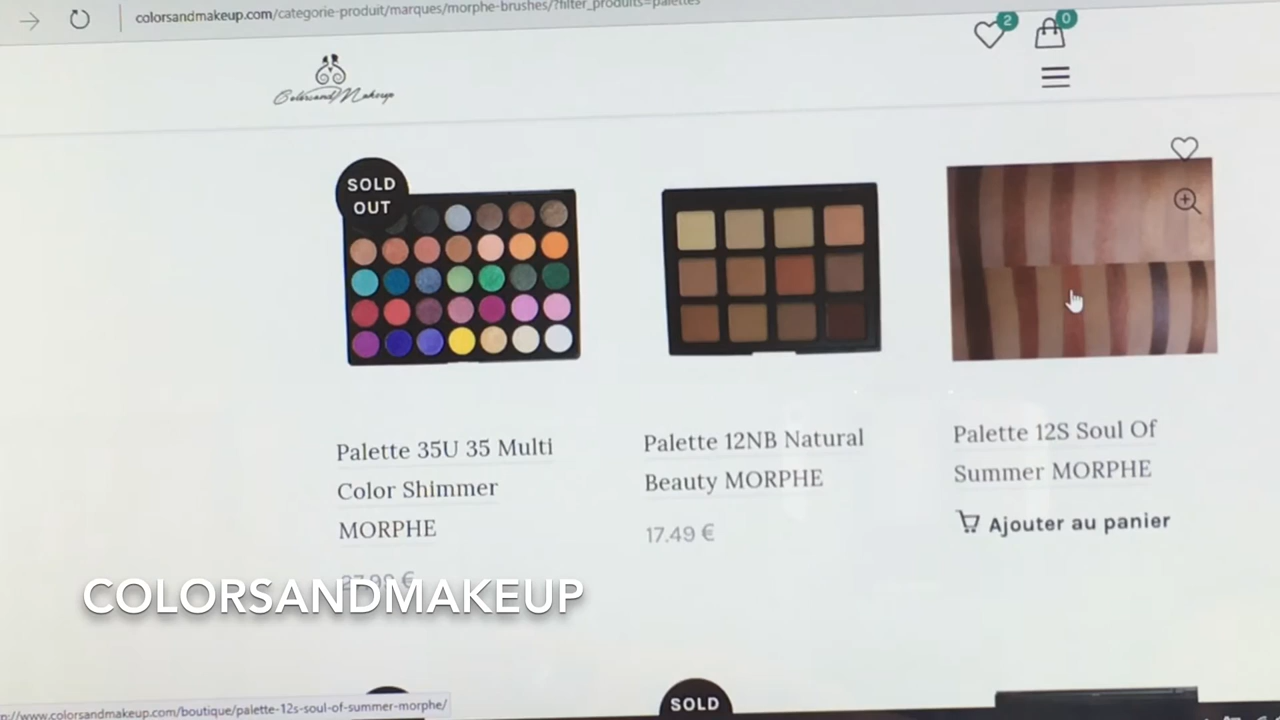 colorsandmakeup.com/categorie-produit/marques/morphe-brushes/?filter_produits=palettes
2
0
ColorsandMakeup
SOLD
OUT
Palette 35U 35 Multi
Color Shimmer
MORPHE
Palette 12NB Natural
Beauty MORPHE
17.49 €
Palette 12S Soul Of
Summer MORPHE
Ajouter au panier
COLORSANDMAKEUP
SOLD
www.colorsandmakeup.com/boutique/palette-12s-soul-of-summer-morphe/